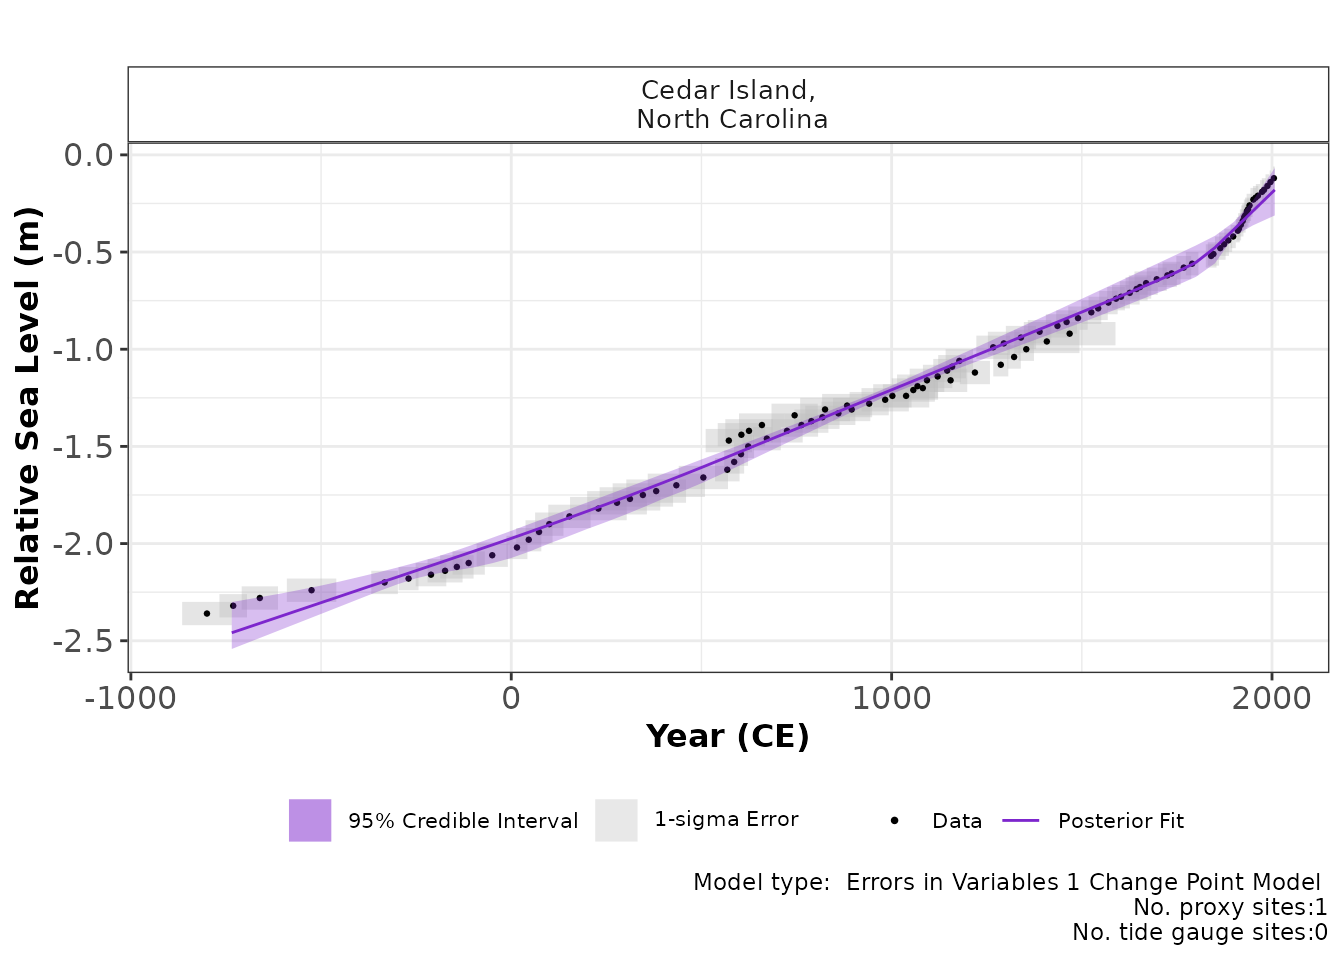 Cedar Island,
North Carolina
Relative Sea Level (m)
0.0
-0.5
-1.0
-1.5
-2.0
-2.5
-1000 0 1000 2000
Year (CE)
95% Credible Interval 1-sigma Error Data Posterior Fit
Model type:  Errors in Variables 1 Change Point Model
No. proxy sites:1
No. tide gauge sites:0